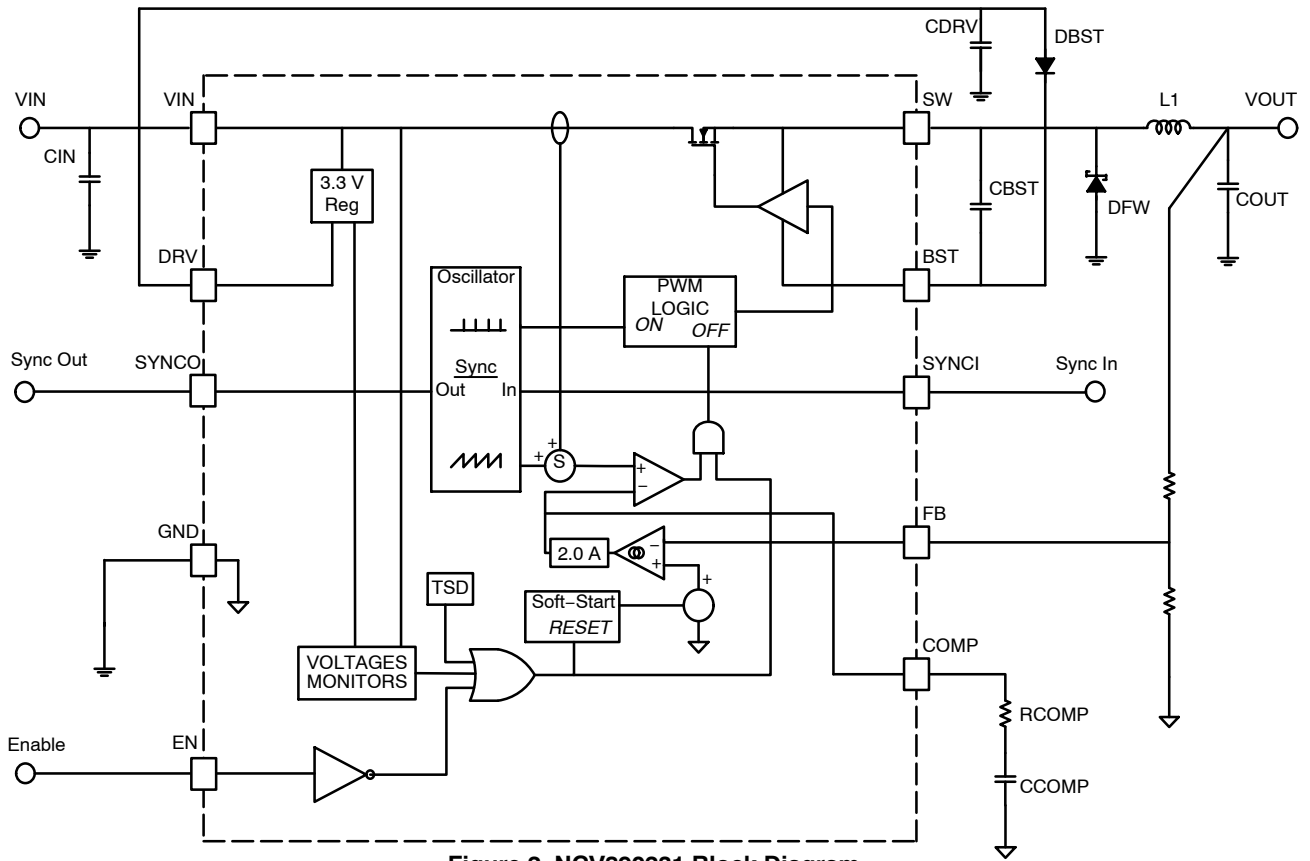 CDRV
DBST
VIN
VIN
SW
L1
VOUT
CIN
3.3 V
Reg
CBST
DFW
COUT
DRV
BST
Oscillator
PWM
LOGIC
ON
OFF
Sync Out
SYNCO
Sync
Out
In
SYNCI
Sync In
+
+
S
+
−
GND
FB
2.0 A
−
+
+
TSD
Soft−Start
RESET
VOLTAGES
MONITORS
COMP
RCOMP
Enable
EN
CCOMP